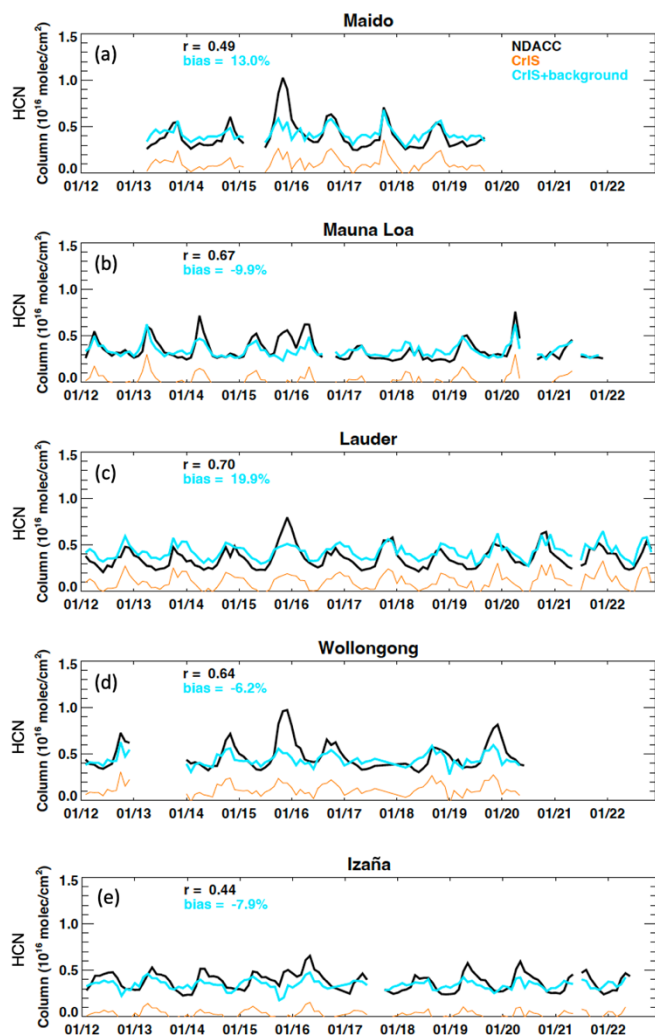 Maido
(a)
r = 0.49
bias = 13.0%
NDACC
CrIS
CrIS+background
HCN
Column (10¹⁶ molec/cm²)
1.5
1.0
0.5
0.0
01/12 01/13 01/14 01/15 01/16 01/17 01/18 01/19 01/20 01/21 01/22
Mauna Loa
(b)
r = 0.67
bias = -9.9%
HCN
Column (10¹⁶ molec/cm²)
1.5
1.0
0.5
0.0
01/12 01/13 01/14 01/15 01/16 01/17 01/18 01/19 01/20 01/21 01/22
Lauder
(c)
r = 0.70
bias = 19.9%
HCN
Column (10¹⁶ molec/cm²)
1.5
1.0
0.5
0.0
01/12 01/13 01/14 01/15 01/16 01/17 01/18 01/19 01/20 01/21 01/22
Wollongong
(d)
r = 0.64
bias = -6.2%
HCN
Column (10¹⁶ molec/cm²)
1.5
1.0
0.5
0.0
01/12 01/13 01/14 01/15 01/16 01/17 01/18 01/19 01/20 01/21 01/22
Izaña
(e)
r = 0.44
bias = -7.9%
HCN
Column (10¹⁶ molec/cm²)
1.5
1.0
0.5
0.0
01/12 01/13 01/14 01/15 01/16 01/17 01/18 01/19 01/20 01/21 01/22